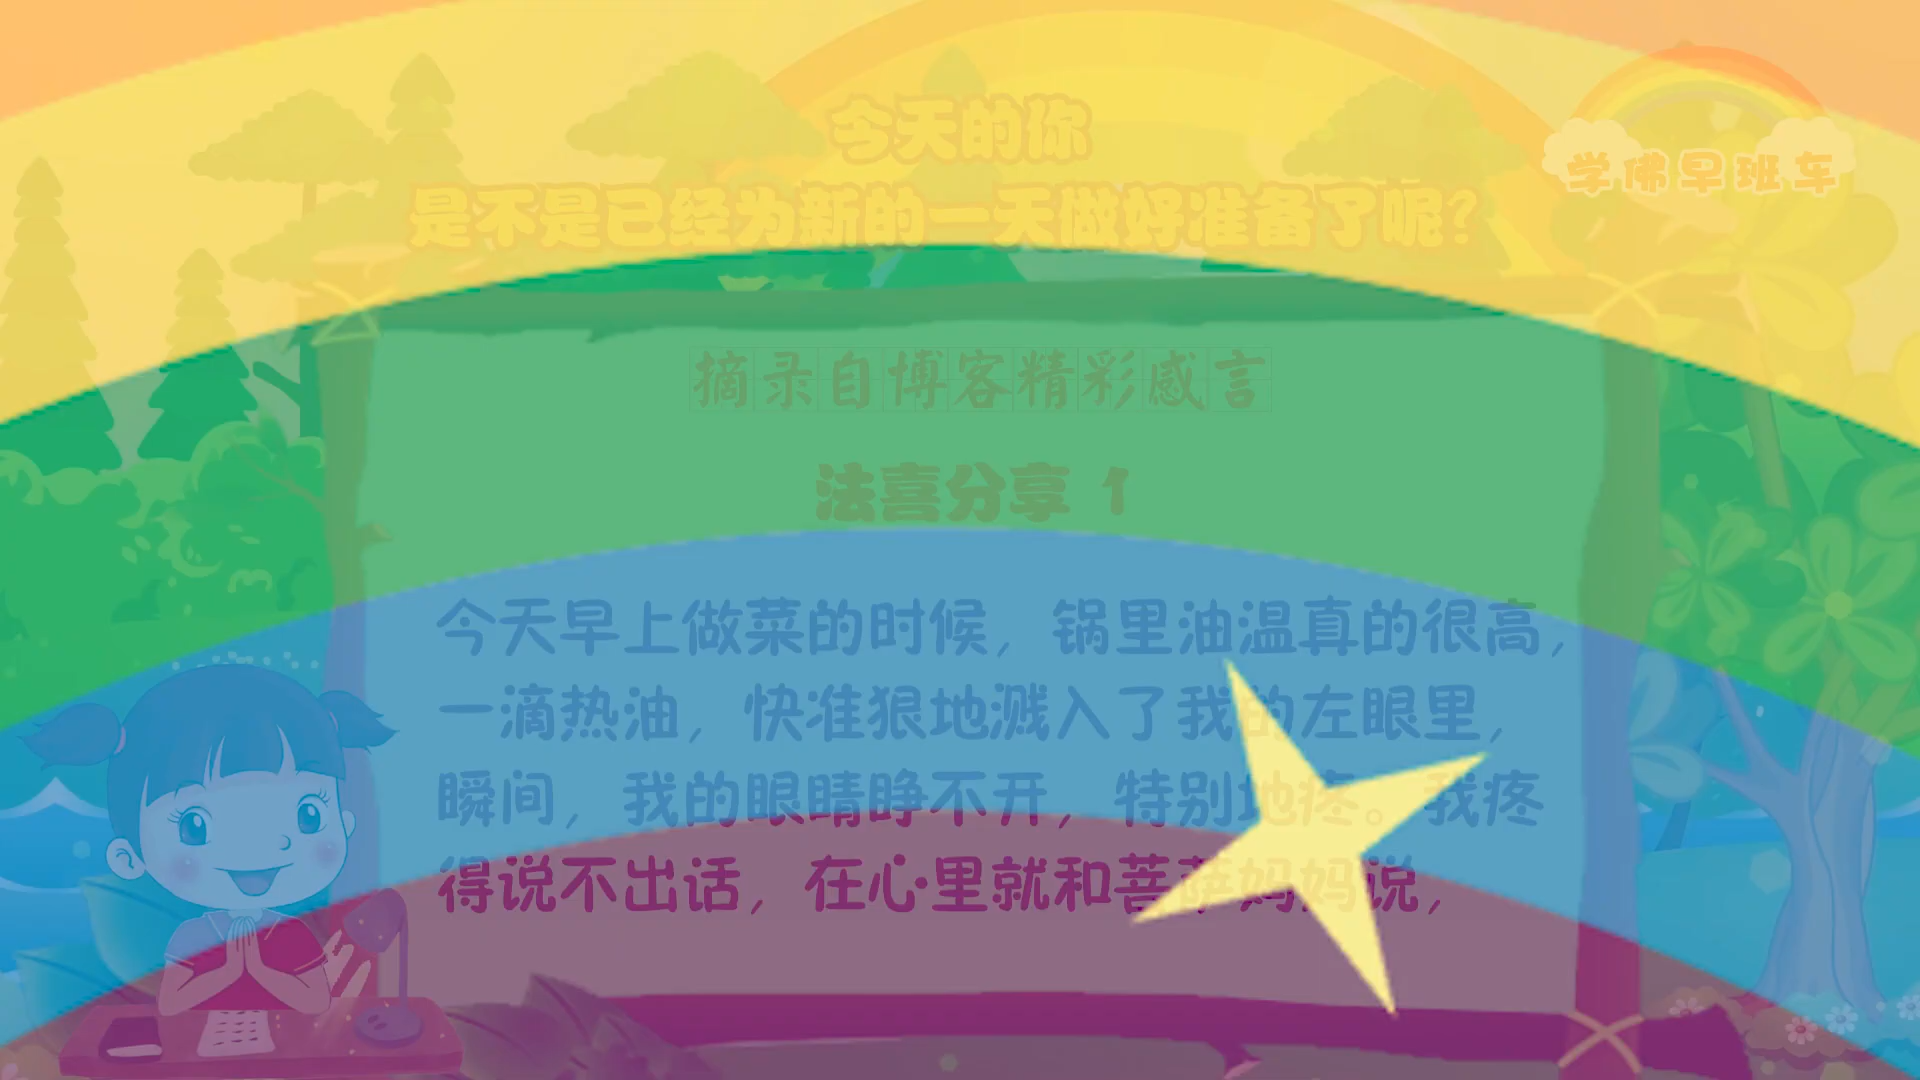 今天的你
学佛早班车
是不是已经为新的一天做好准备了呢?
摘录自博客精彩感言
法喜分享 1
今天早上做菜的时候，锅里油温真的很高，
一滴热油，快准狠地溅入了我的左眼里，
瞬间，我的眼睛睁不开，特别地疼。我疼
得说不出话，在心里就和菩萨妈妈说，